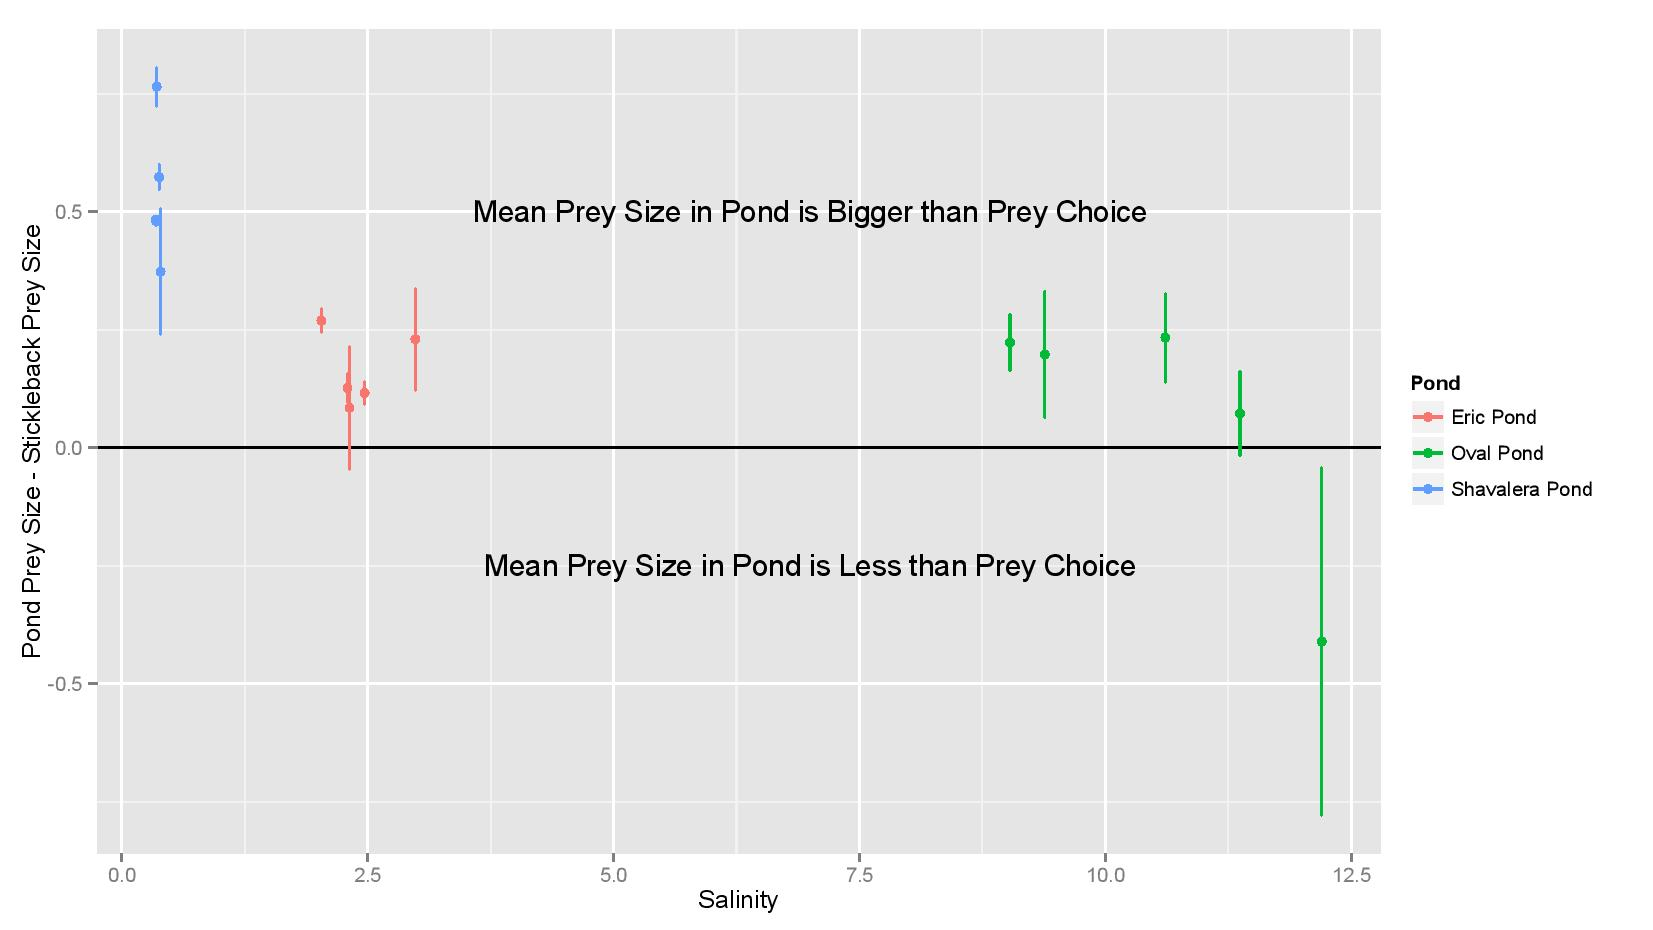 Mean Prey Size in Pond is Bigger than Prey Choice
Mean Prey Size in Pond is Less than Prey Choice
Pond Prey Size - Stickleback Prey Size
0.5
0.0
-0.5
0.0
2.5
5.0
7.5
10.0
12.5
Salinity
Pond
Eric Pond
Oval Pond
Shavalera Pond